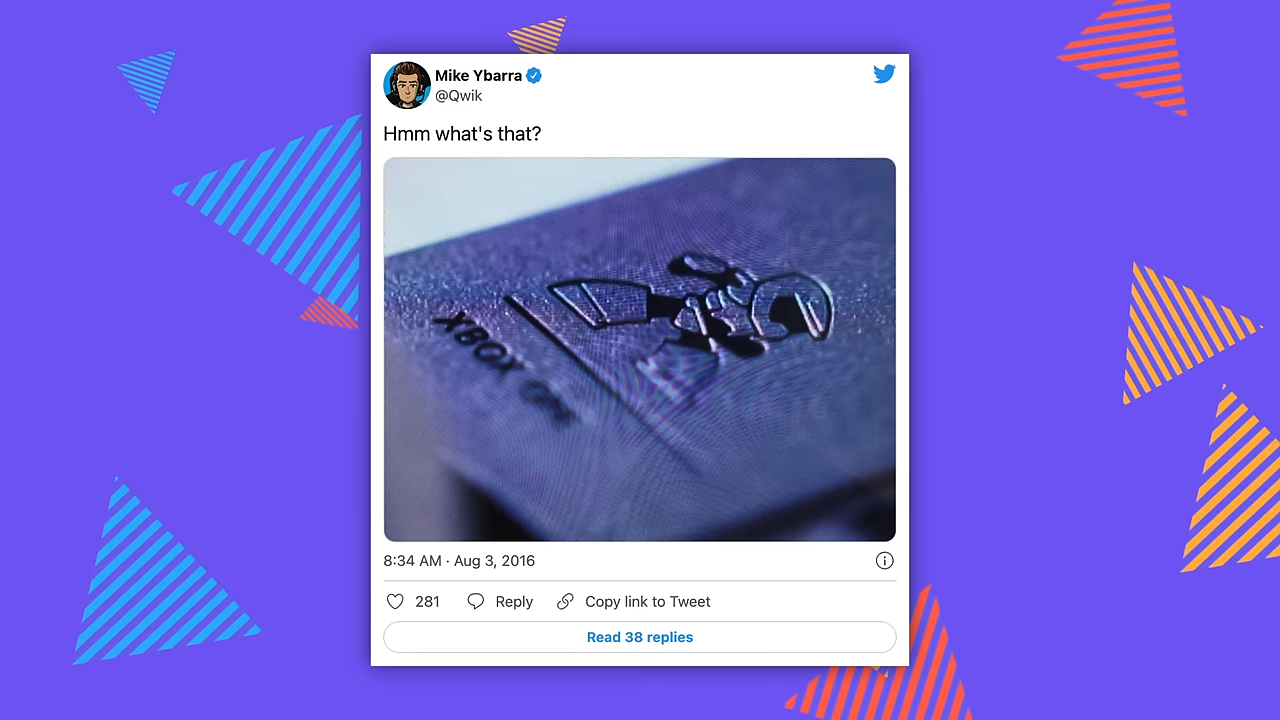 Mike Ybarra
@Qwik
Hmm what's that?
XBOX
8:34 AM · Aug 3, 2016
281 Reply Copy link to Tweet
Read 38 replies